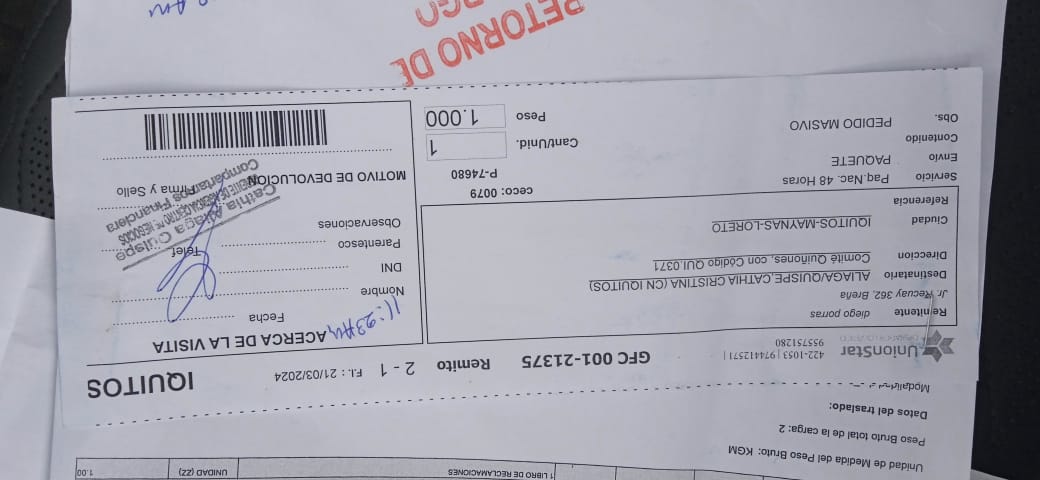 1 LIBRO DE RECLAMACIONES UNIDAD (ZZ) 1.00
Unidad de Medida del Peso Bruto: KGM
Peso Bruto total de la carga: 2
Datos del traslado:
UnionStar
422-1053 | 974412571 |
953751280
GFC 001-21375 Remito 2 - 1 F.I. : 21/03/2024 IQUITOS
Remitente diego porras
Jr. Recuay 362, Breña
Destinatario ALIAGA/QUISPE CATHIA CRISTINA (CN IQUITOS)
Direccion Comité Quiñones, con Código QUI.0371
Ciudad IQUITOS-MAYNAS-LORETO
Referencia
Servicio Paq.Nac. 48 Horas
Envio PAQUETE
Contenido
Obs. PEDIDO MASIVO
ceco: 0079
P-74680
Cant/Unid. 1
Peso 1.000
ACERCA DE LA VISITA
11:23 AM
Fecha
Nombre
DNI
Parentesco
Telef
Observaciones
MOTIVO DE DEVOLUCION
Firma y Sello
Cathia Aliaga Quispe
Compartamos Financiera
RETORNO DE